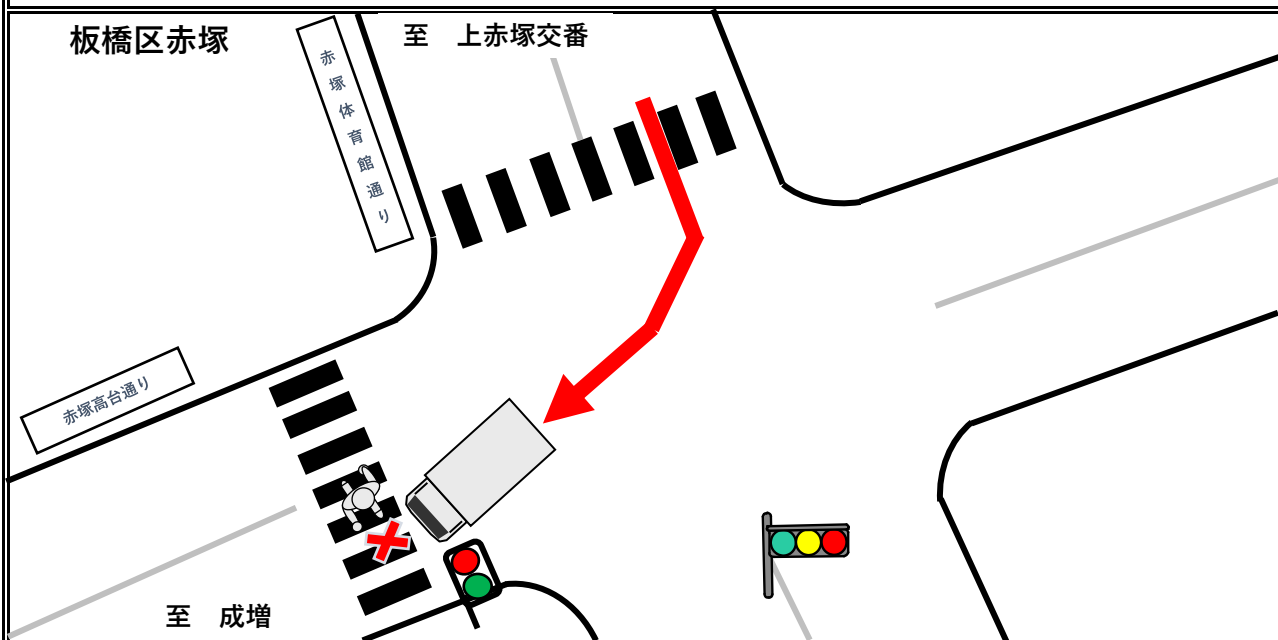 板橋区赤塚
至　上赤塚交番
赤塚体育館通り
赤塚高台通り
至　成増